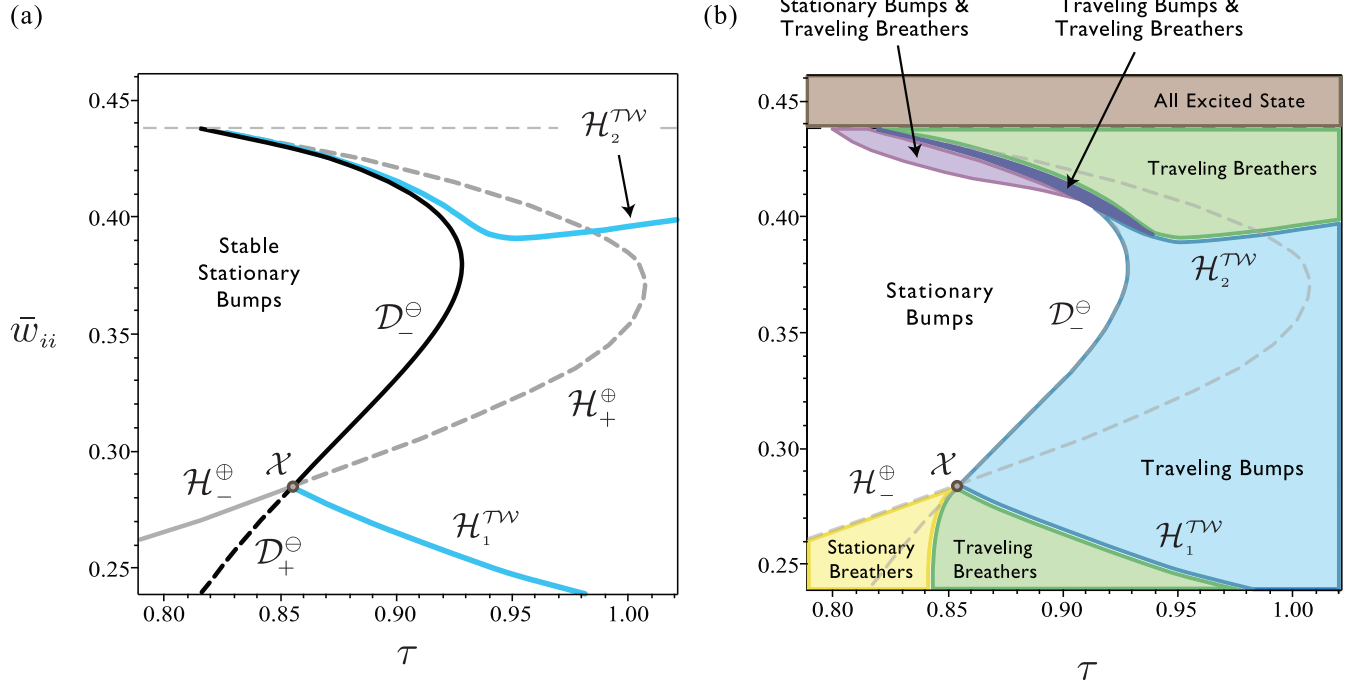 (a)
0.45
0.40
0.35
0.30
0.25
w̄ᵢᵢ
0.80
0.85
0.90
0.95
1.00
τ
ℋ₂^𝒯𝒲
Stable
Stationary
Bumps
𝒟₋^⊖
ℋ₊^⊕
ℋ₋^⊕
𝒳
𝒟₊^⊖
ℋ₁^𝒯𝒲
(b)
Stationary Bumps &
Traveling Breathers
Traveling Bumps &
Traveling Breathers
0.45
0.40
0.35
0.30
0.25
0.80
0.85
0.90
0.95
1.00
τ
All Excited State
Traveling Breathers
ℋ₂^𝒯𝒲
Stationary
Bumps
𝒟₋^⊖
Traveling Bumps
ℋ₋^⊕
𝒳
ℋ₁^𝒯𝒲
Stationary
Breathers
Traveling
Breathers